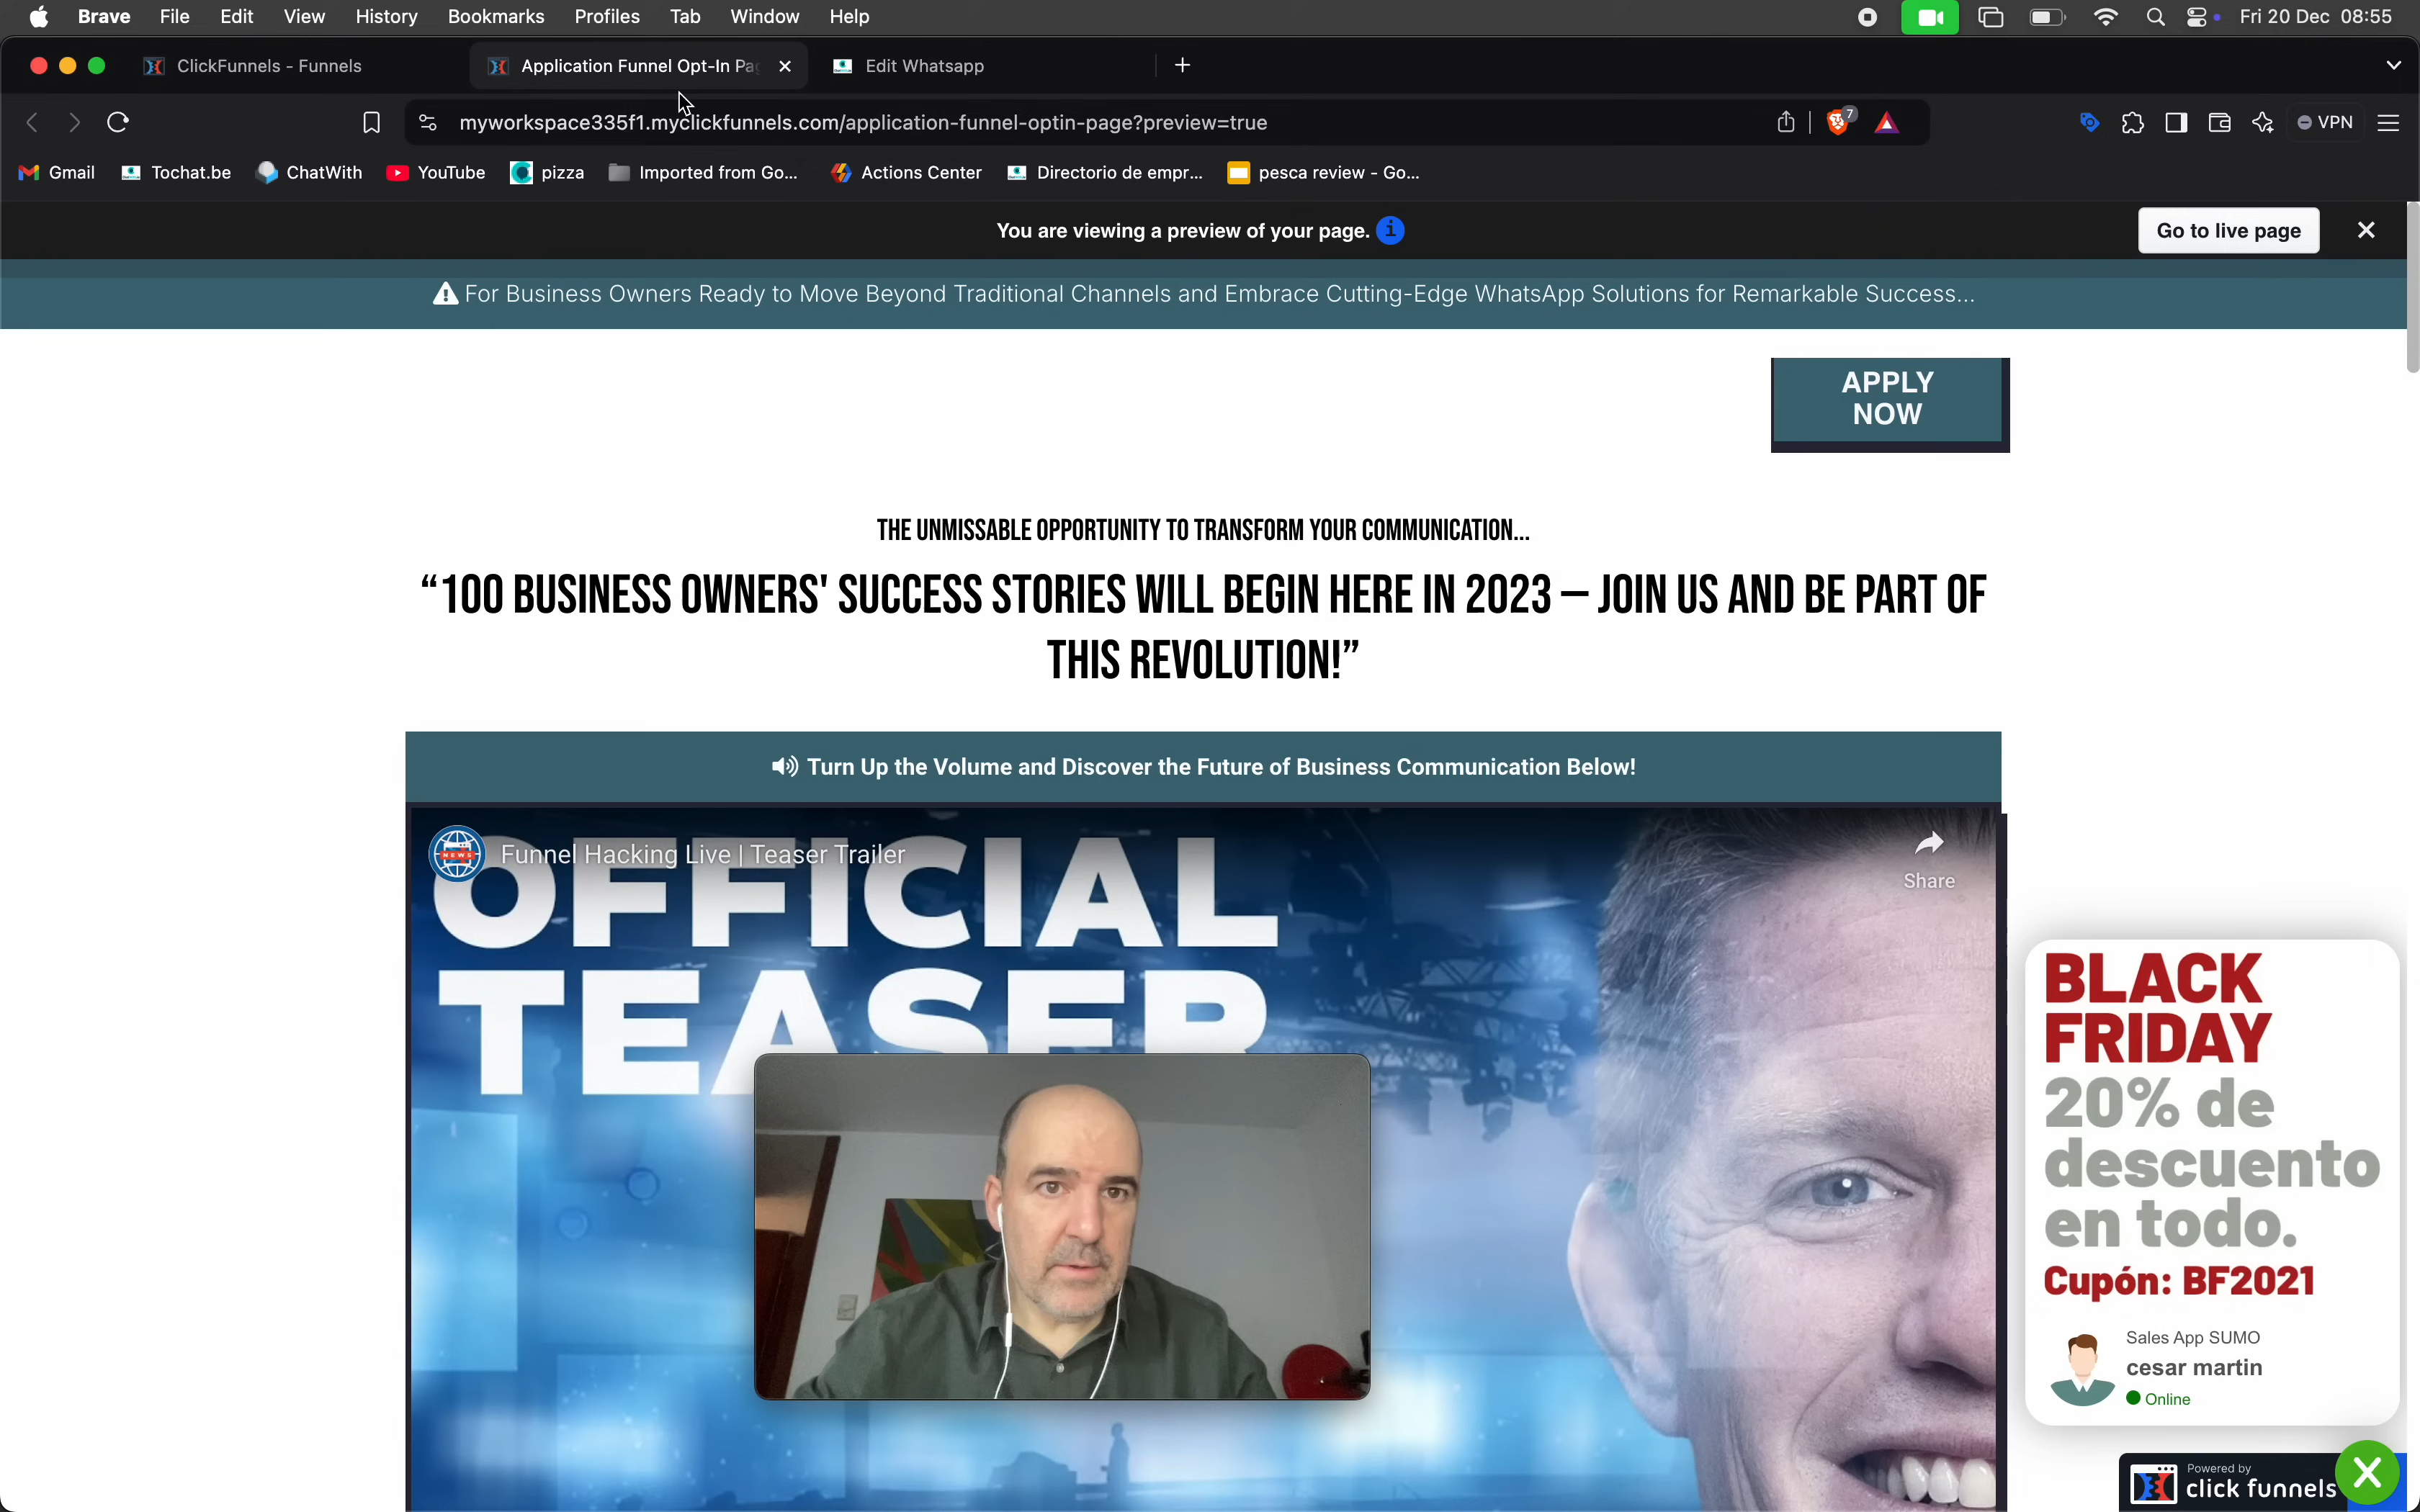 Brave File Edit View History Bookmarks Profiles Tab Window Help Fri 20 Dec 08:55
ClickFunnels - Funnels Application Funnel Opt-In Pa Edit Whatsapp
myworkspace335f1.myclickfunnels.com/application-funnel-optin-page?preview=true 7 VPN
Gmail Tochat.be ChatWith YouTube pizza Imported from Go... Actions Center Directorio de empr... pesca review - Go...
You are viewing a preview of your page. i Go to live page
For Business Owners Ready to Move Beyond Traditional Channels and Embrace Cutting-Edge WhatsApp Solutions for Remarkable Success...
APPLY
NOW
THE UNMISSABLE OPPORTUNITY TO TRANSFORM YOUR COMMUNICATION...
“100 BUSINESS OWNERS' SUCCESS STORIES WILL BEGIN HERE IN 2023 — JOIN US AND BE PART OF
THIS REVOLUTION!”
Turn Up the Volume and Discover the Future of Business Communication Below!
NEWS Funnel Hacking Live | Teaser Trailer
Share
OFFICIAL
TEASER
BLACK
FRIDAY
20% de
descuento
en todo.
Cupón: BF2021
Sales App SUMO
cesar martin
Online
Powered by
click funnels